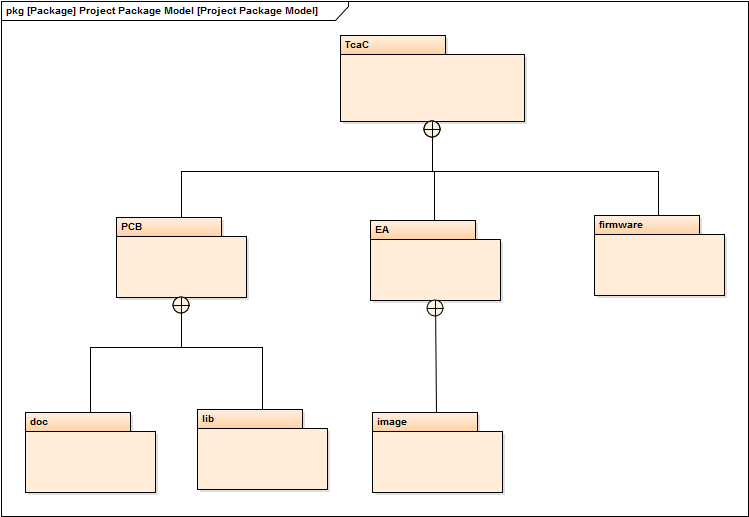 pkg [Package] Project Package Model [Project Package Model]
TcaC
PCB
EA
firmware
doc
lib
image